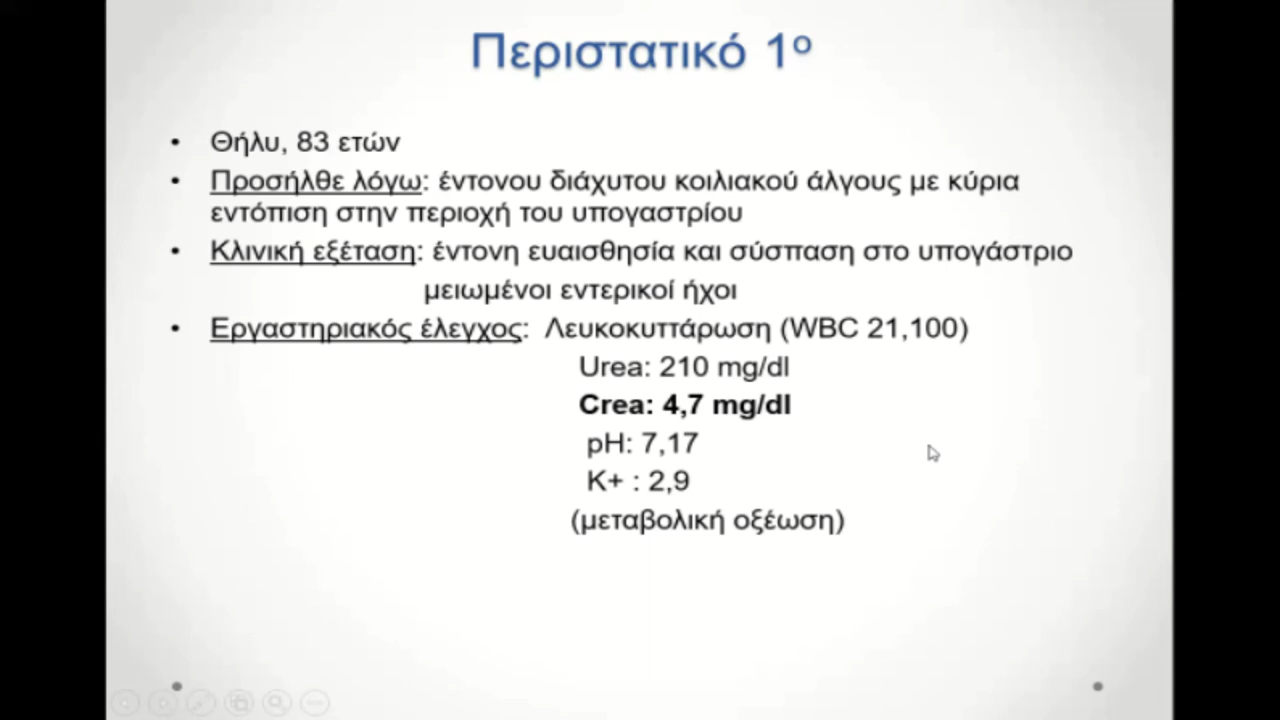 Περιστατικό 1ο
• Θήλυ, 83 ετών
• Προσήλθε λόγω: έντονου διάχυτου κοιλιακού άλγους με κύρια
εντόπιση στην περιοχή του υπογαστρίου
• Κλινική εξέταση: έντονη ευαισθησία και σύσπαση στο υπογάστριο
μειωμένοι εντερικοί ήχοι
• Εργαστηριακός έλεγχος: Λευκοκυττάρωση (WBC 21,100)
Urea: 210 mg/dl
Crea: 4,7 mg/dl
pH: 7,17
K+ : 2,9
(μεταβολική οξέωση)